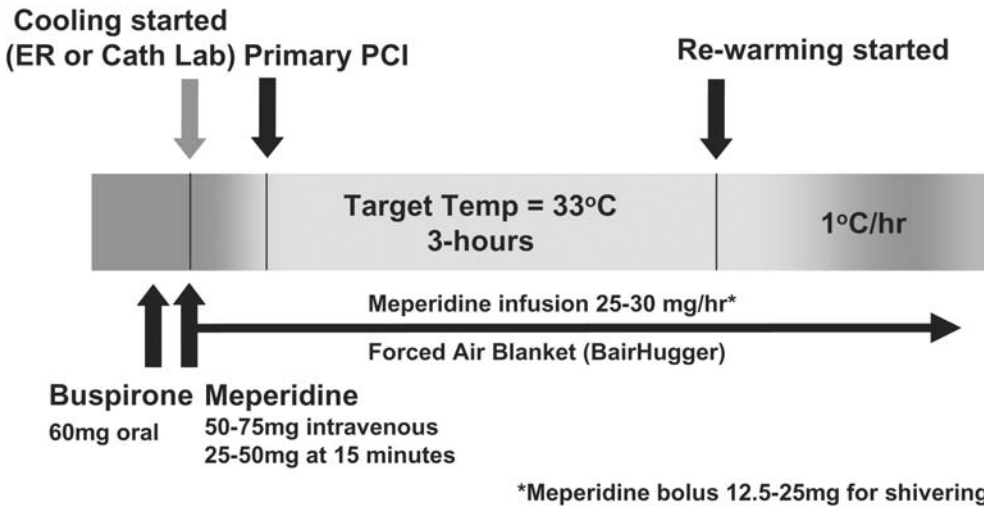 Cooling started
(ER or Cath Lab) Primary PCI
Re-warming started
Target Temp = 33°C
3-hours
1°C/hr
Meperidine infusion 25-30 mg/hr*
Forced Air Blanket (BairHugger)
Buspirone
60mg oral
Meperidine
50-75mg intravenous
25-50mg at 15 minutes
*Meperidine bolus 12.5-25mg for shivering